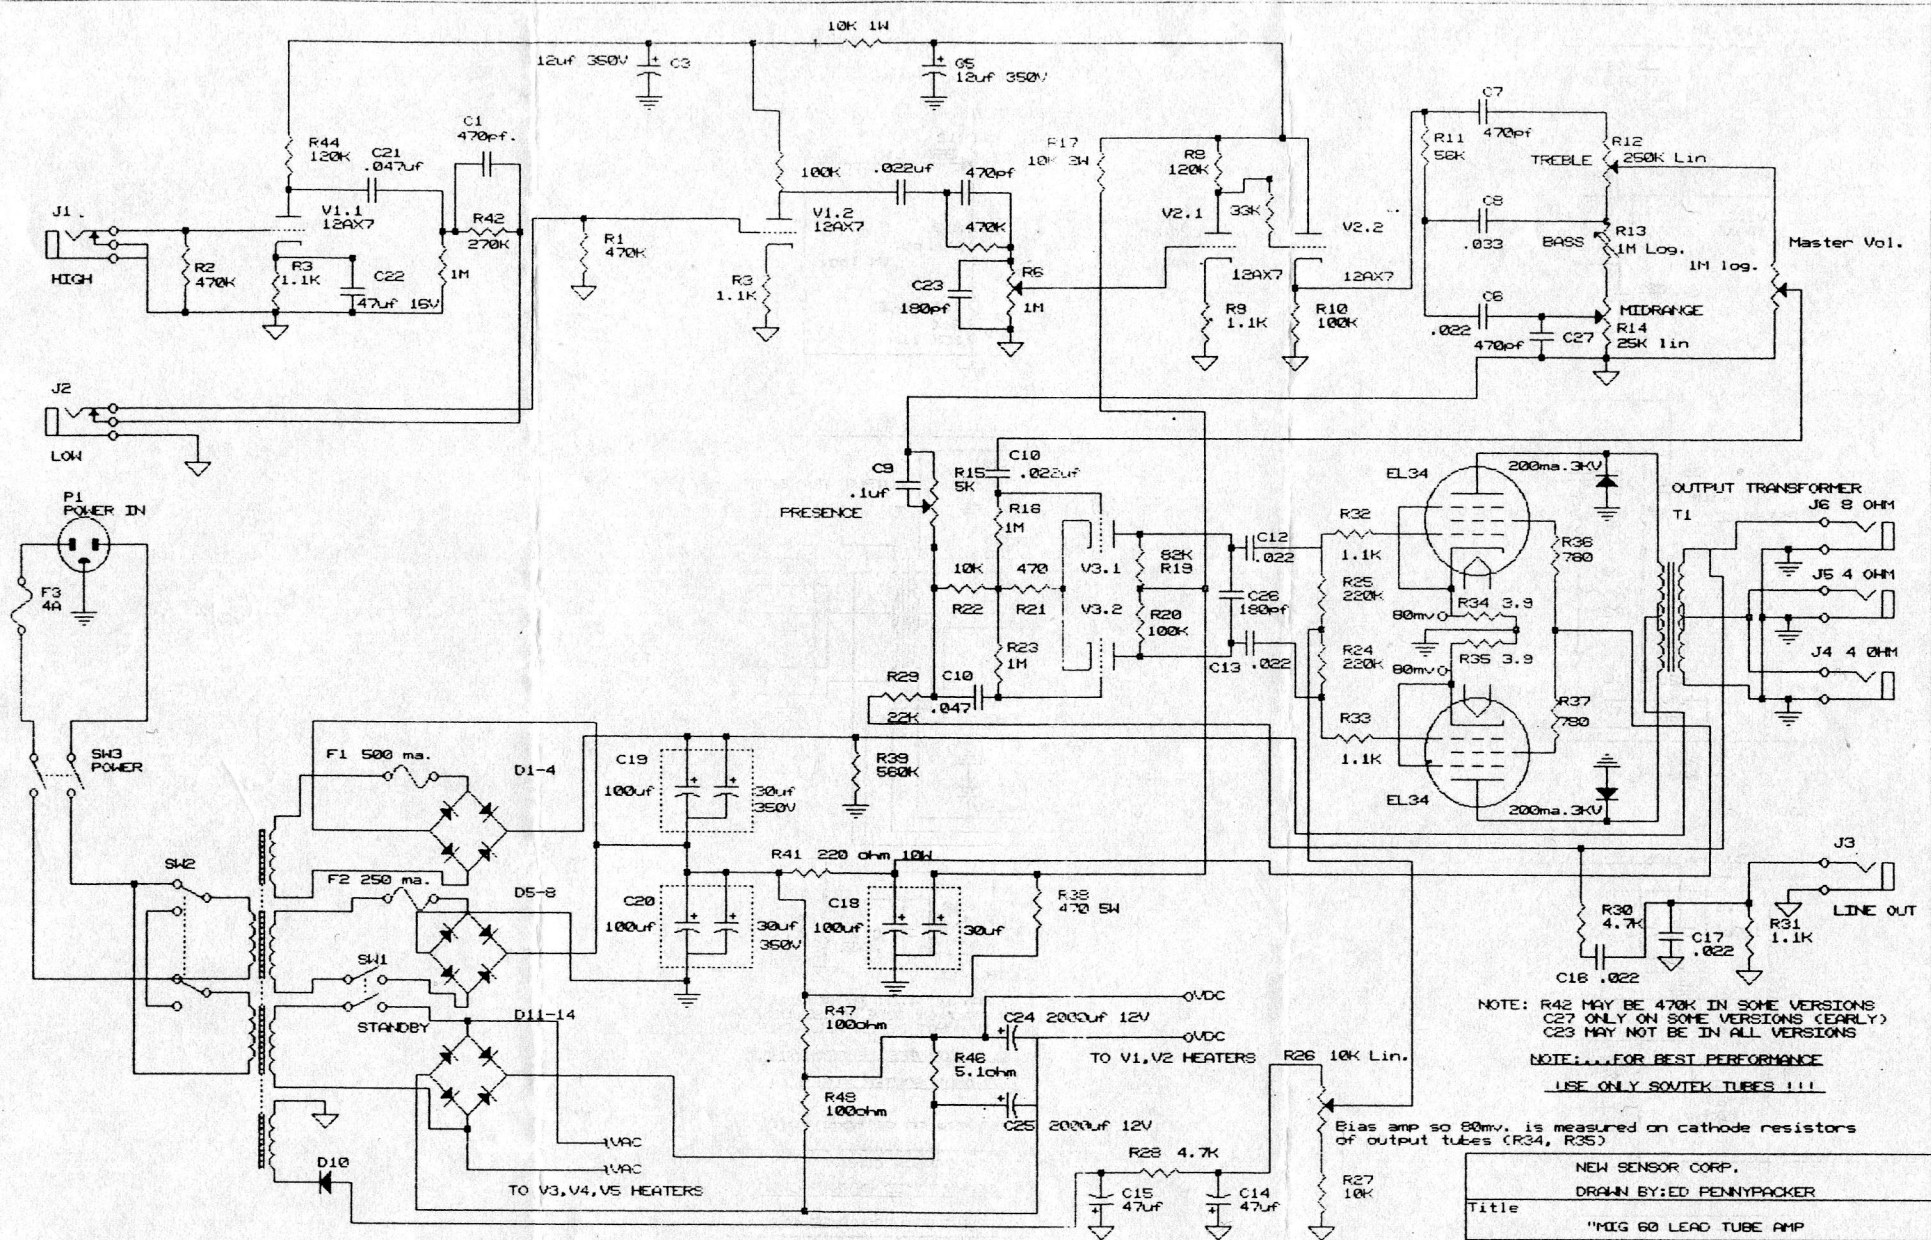 10K 1W
12uf 350V
C3
12uf 350V
R44
120K
C1
470pf.
C21
.047uf
J1
HIGH
V1.1
12AX7
R42
270K
R2
470K
R3
1.1K
C22
47uf 16V
1M
100K
.022uf
470pf
V1.2
12AX7
R1
470K
470K
R3
1.1K
C23
180pf
R6
1M
R17
10K 3W
R8
120K
33K
V2.1
12AX7
V2.2
12AX7
R9
1.1K
R10
100K
C7
470pf
R11
56K
R12
250K Lin
TREBLE
C8
.033
R13
1M Log.
BASS
Master Vol.
1M log.
C6
.022
MIDRANGE
R14
25K lin
470pf
C27
J2
LOW
P1
POWER IN
F3
4A
C9
.1uf
PRESENCE
R15
5K
C10
.022uf
R18
1M
10K
R22
470
R21
V3.1
V3.2
82K
R19
R20
100K
R23
1M
C12
.022
C26
180pf
C13
.022
R29
22K
C10
.047
R32
1.1K
R25
220K
R24
220K
R33
1.1K
EL34
200ma.3KV
80mv
R34 3.9
80mv
R35 3.9
R36
780
R37
780
EL34
200ma.3KV
OUTPUT TRANSFORMER
T1
J6 8 OHM
J5 4 OHM
J4 4 OHM
SW3
POWER
F1 500 ma.
D1-4
C19
100uf
30uf
350V
R39
560K
SW2
F2 250 ma.
D5-8
R41 220 ohm 10W
C20
100uf
30uf
350V
C18
100uf
30uf
R38
470 5W
J3
LINE OUT
R30
4.7K
C16 .022
C17
.022
R31
1.1K
SW1
STANDBY
D11-14
R47
100ohm
R48
100ohm
C24 2000uf 12V
VDC
VDC
TO V1,V2 HEATERS
R46
5.1ohm
C25 2000uf 12V
R26 10K Lin.
NOTE: R42 MAY BE 470K IN SOME VERSIONS
C27 ONLY ON SOME VERSIONS (EARLY)
C23 MAY NOT BE IN ALL VERSIONS
NOTE:...FOR BEST PERFORMANCE
USE ONLY SOVTEK TUBES !!!
Bias amp so 80mv. is measured on cathode resistors
of output tubes (R34, R35)
VAC
VAC
TO V3,V4,V5 HEATERS
D10
R28 4.7K
C15
47uf
C14
47uf
R27
10K
NEW SENSOR CORP.
DRAWN BY:ED PENNYPACKER
Title
"MIG 60 LEAD TUBE AMP